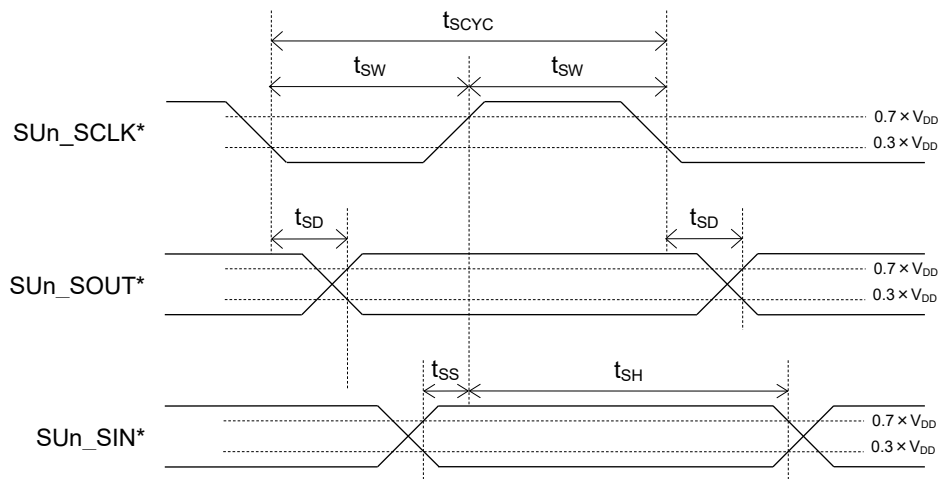 tSCYC
tSW tSW
SUn_SCLK*
0.7 × VDD
0.3 × VDD
tSD tSD
SUn_SOUT*
0.7 × VDD
0.3 × VDD
tSS tSH
SUn_SIN*
0.7 × VDD
0.3 × VDD